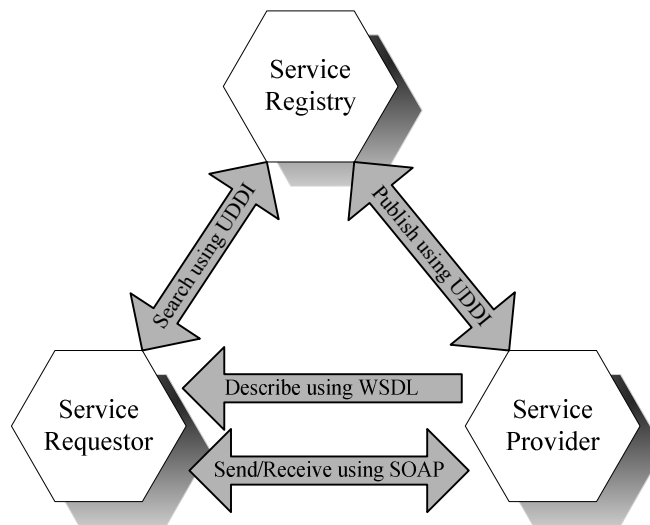 Service
Registry
Search using UDDI
Publish using UDDI
Describe using WSDL
Service
Requestor
Service
Provider
Send/Receive using SOAP